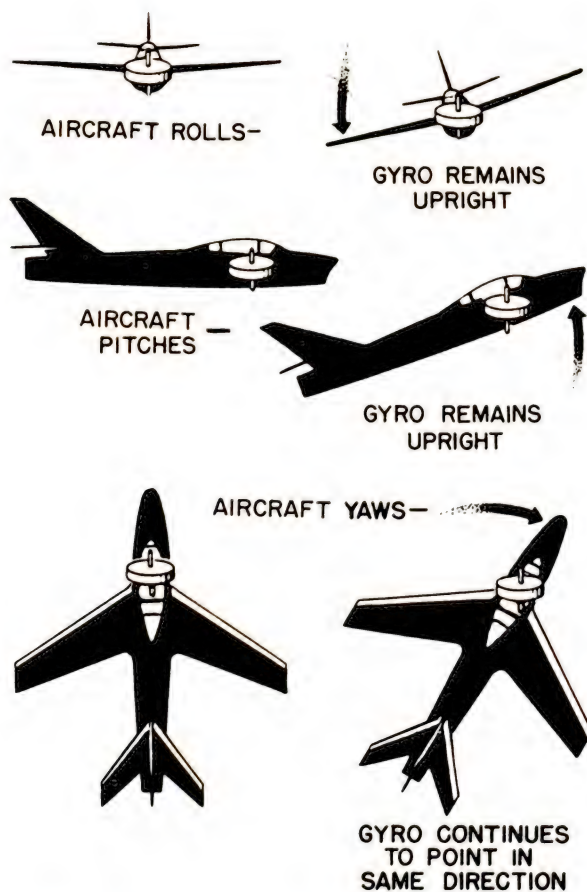 AIRCRAFT ROLLS—
GYRO REMAINS
UPRIGHT
AIRCRAFT —
PITCHES
GYRO REMAINS
UPRIGHT
AIRCRAFT YAWS—
GYRO CONTINUES
TO POINT IN
SAME DIRECTION